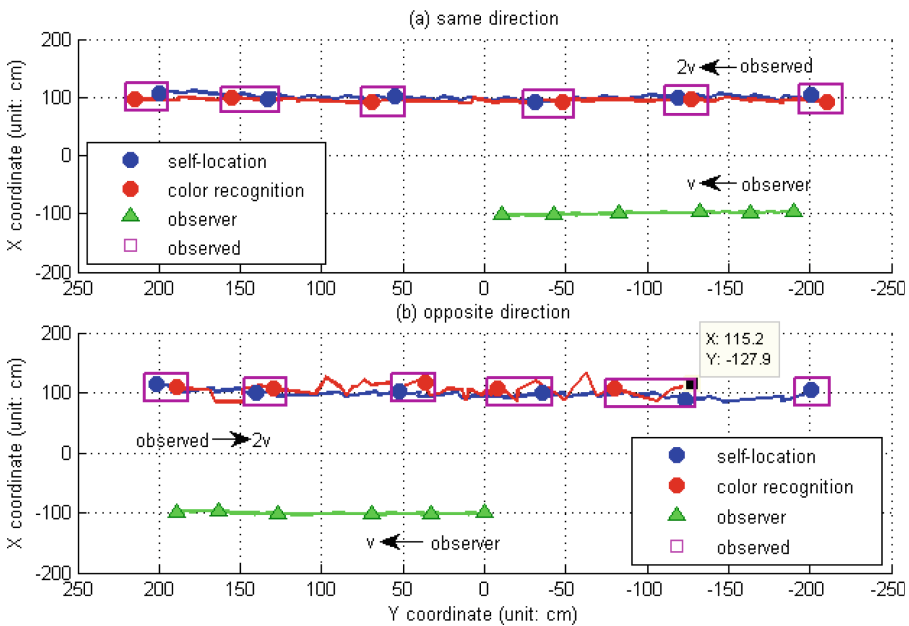 (a) same direction
X coordinate (unit: cm)
200
100
0
-100
-200
2v observed
v observer
self-location
color recognition
observer
observed
250 200 150 100 50 0 -50 -100 -150 -200 -250
(b) opposite direction
X coordinate (unit: cm)
200
100
0
-100
-200
X: 115.2
Y: -127.9
observed 2v
v observer
self-location
color recognition
observer
observed
250 200 150 100 50 0 -50 -100 -150 -200 -250
Y coordinate (unit: cm)